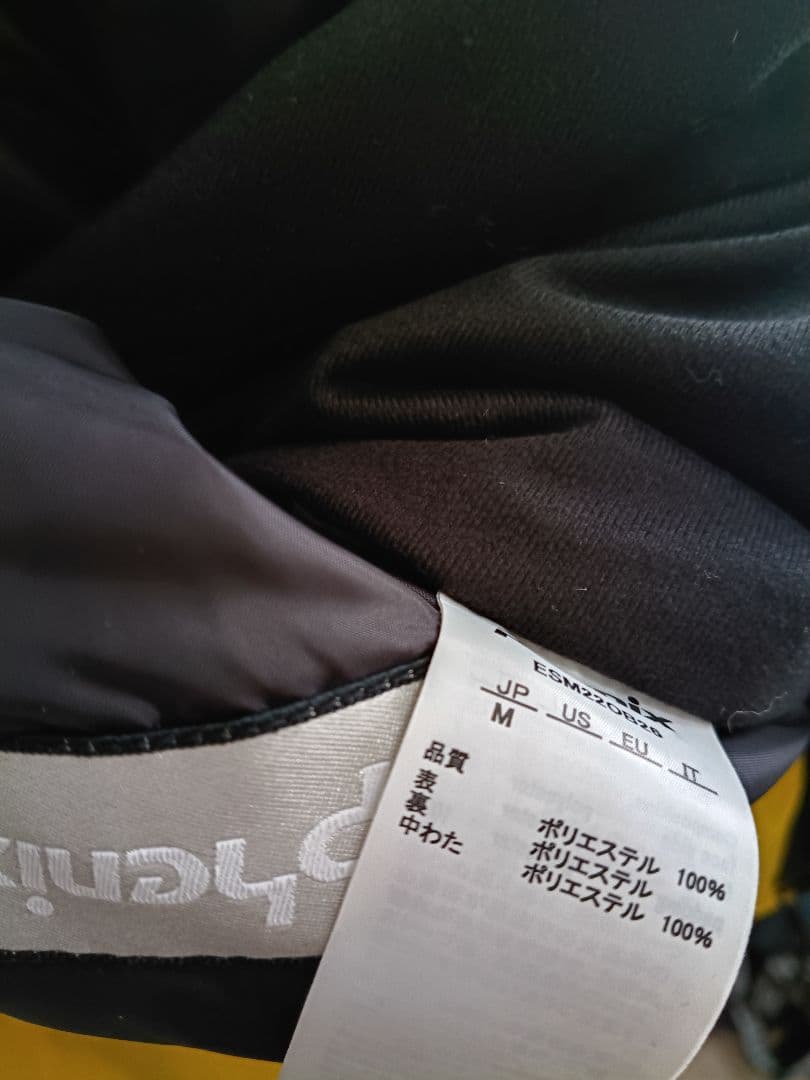 phenix
ESM22OB26
JP US EU IT
M
品質
表 ポリエステル 100%
裏 ポリエステル
中わた ポリエステル 100%
phenix